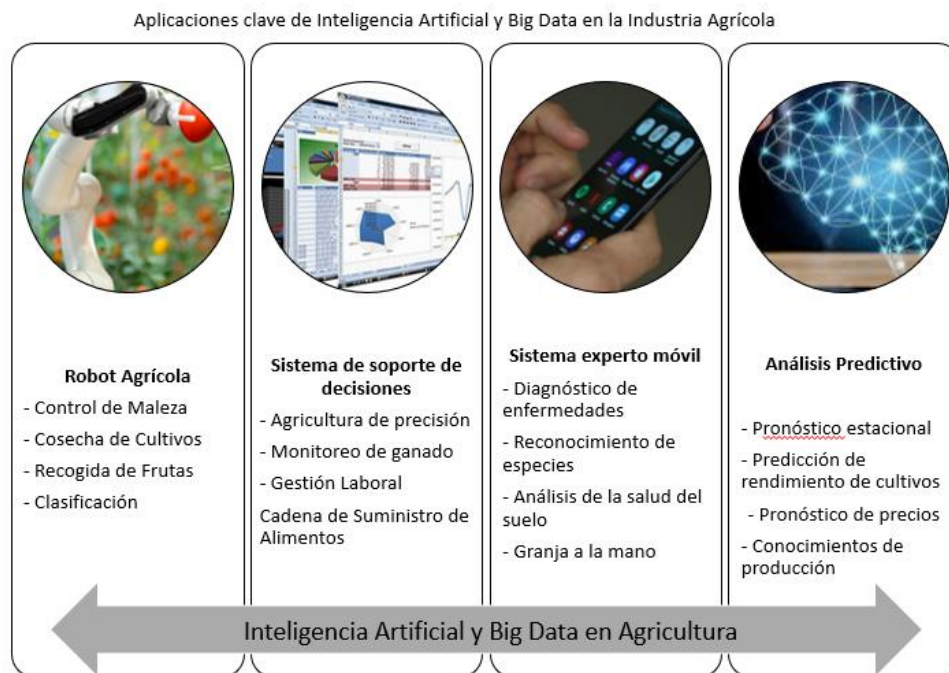 Aplicaciones clave de Inteligencia Artificial y Big Data en la Industria Agrícola
Robot Agrícola
- Control de Maleza
- Cosecha de Cultivos
- Recogida de Frutas
- Clasificación
Sistema de soporte de
decisiones
- Agricultura de precisión
- Monitoreo de ganado
- Gestión Laboral
Cadena de Suministro de
Alimentos
Sistema experto móvil
- Diagnóstico de
enfermedades
- Reconocimiento de
especies
- Análisis de la salud del
suelo
- Granja a la mano
Análisis Predictivo
- Pronóstico estacional
- Predicción de
rendimiento de cultivos
- Pronóstico de precios
- Conocimientos de
producción
Inteligencia Artificial y Big Data en Agricultura